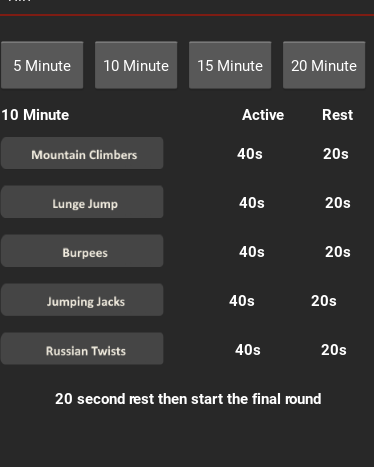 5 Minute 10 Minute 15 Minute 20 Minute
10 Minute Active Rest
Mountain Climbers 40s 20s
Lunge Jump 40s 20s
Burpees 40s 20s
Jumping Jacks 40s 20s
Russian Twists 40s 20s
20 second rest then start the final round